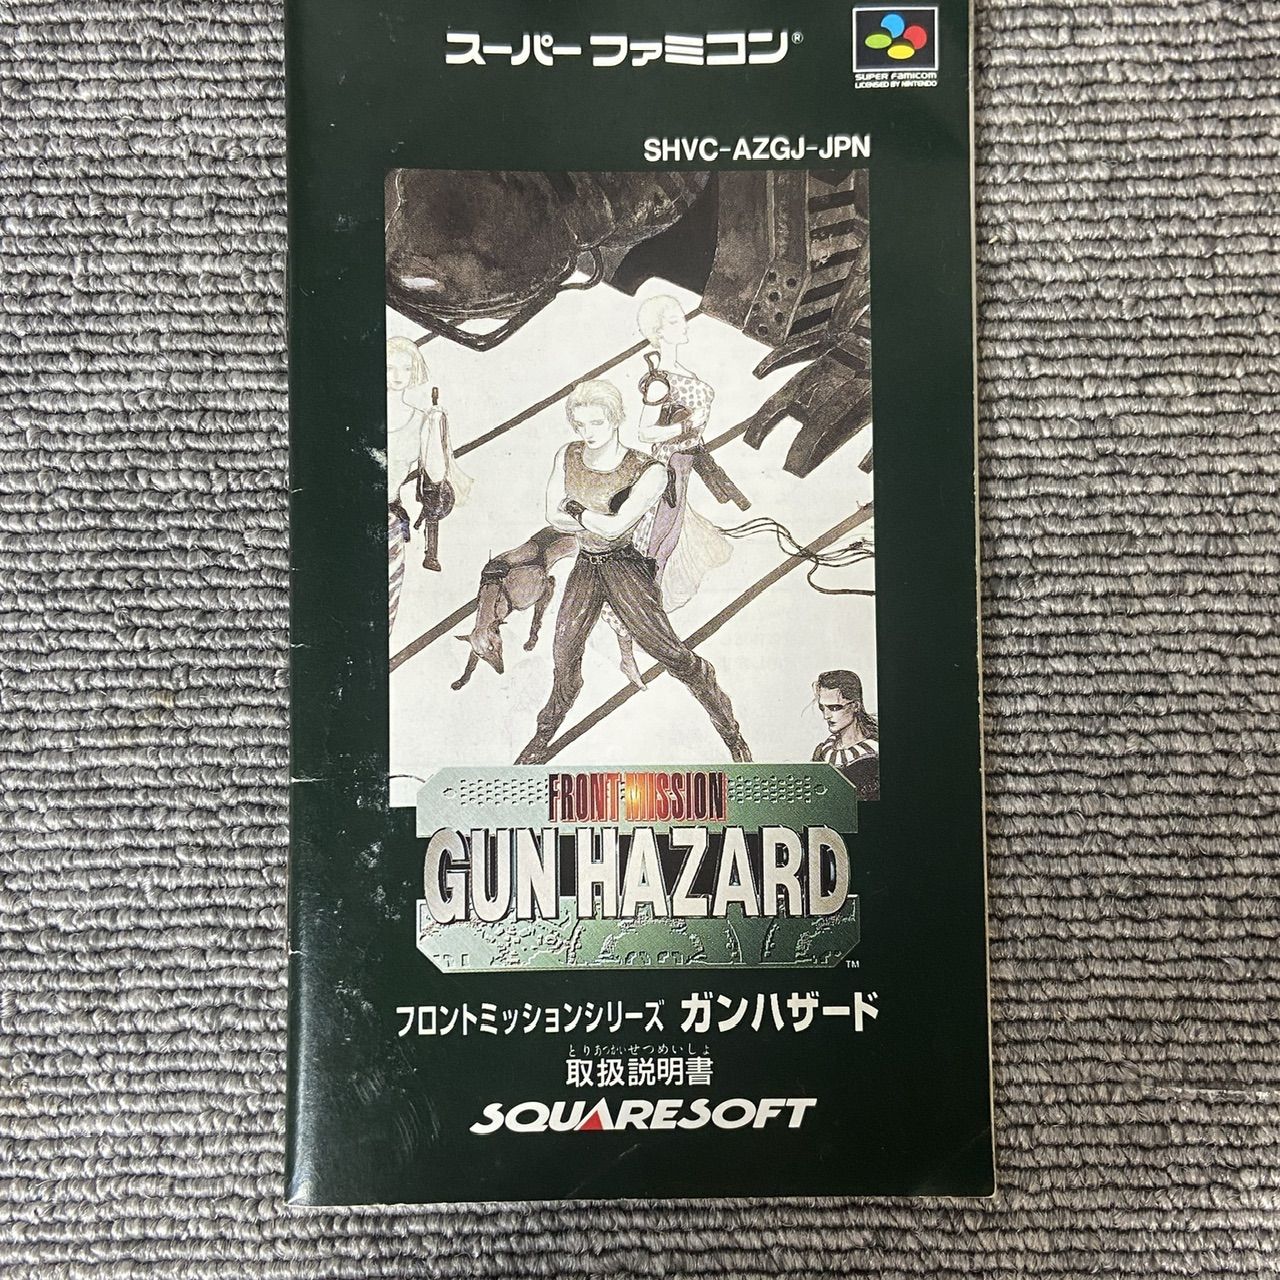 スーパーファミコン®
SUPER FAMICOM
LICENSED BY NINTENDO
SHVC-AZGJ-JPN
FRONT MISSION
GUN HAZARD
TM
フロントミッションシリーズ ガンハザード
とりあつかいせつめいしょ
取扱説明書
SQUARESOFT